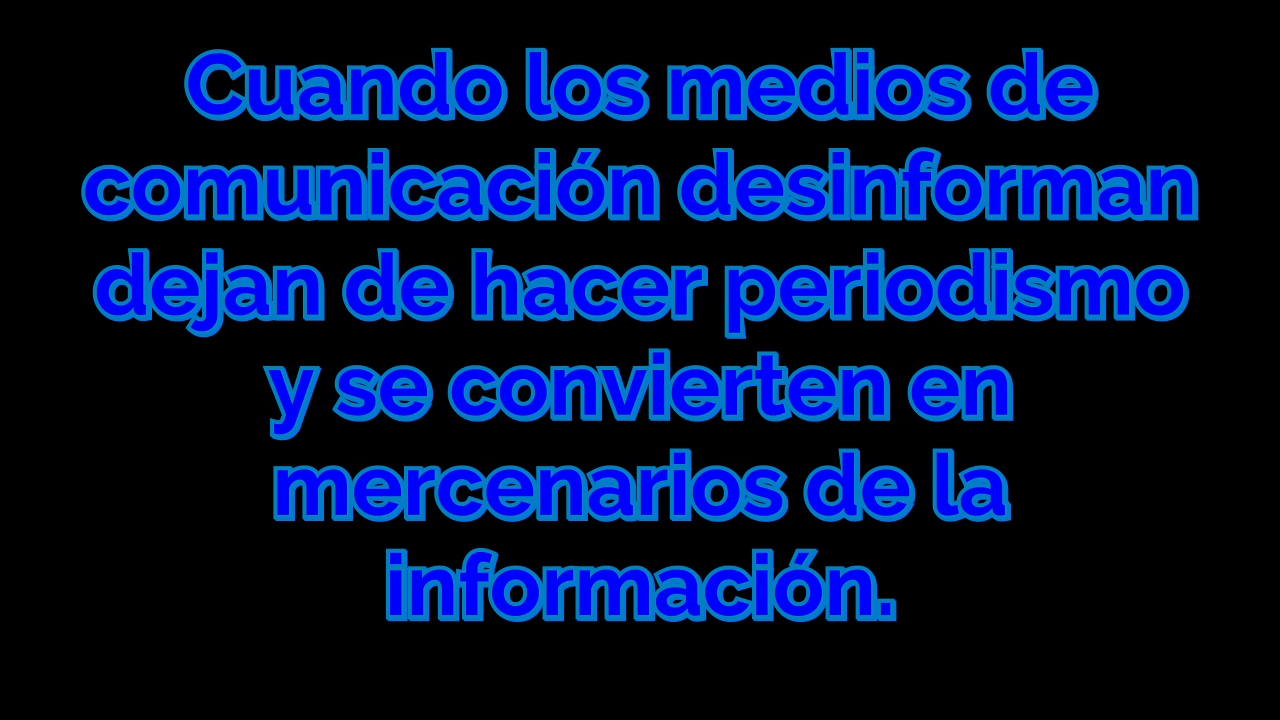 Cuando los medios de
comunicación desinforman
dejan de hacer periodismo
y se convierten en
mercenarios de la
información.